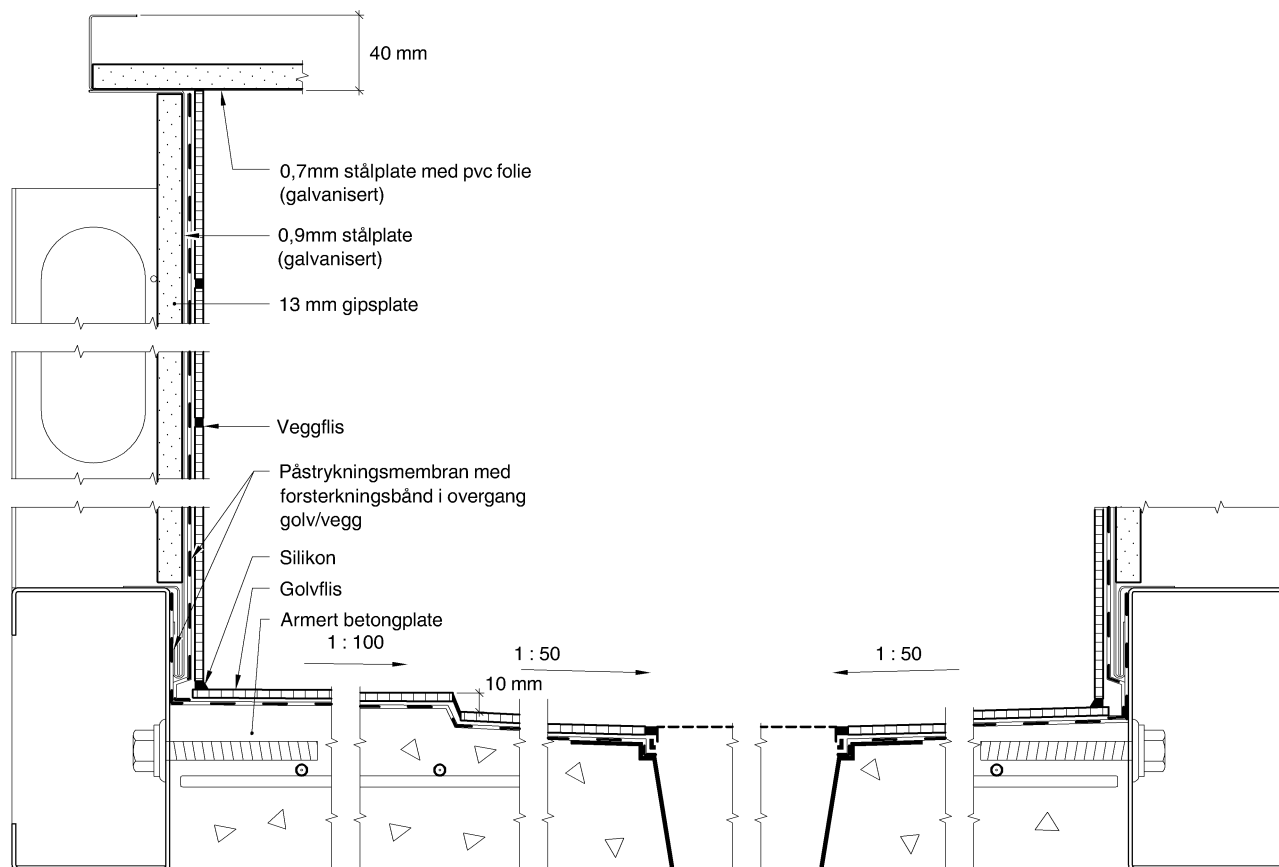 40 mm
0,7mm stålplate med pvc folie
(galvanisert)
0,9mm stålplate
(galvanisert)
13 mm gipsplate
Veggflis
Påstrykningsmembran med
forsterkningsbånd i overgang
golv/vegg
Silikon
Golvflis
Armert betongplate
1 : 100
1 : 50
1 : 50
10 mm